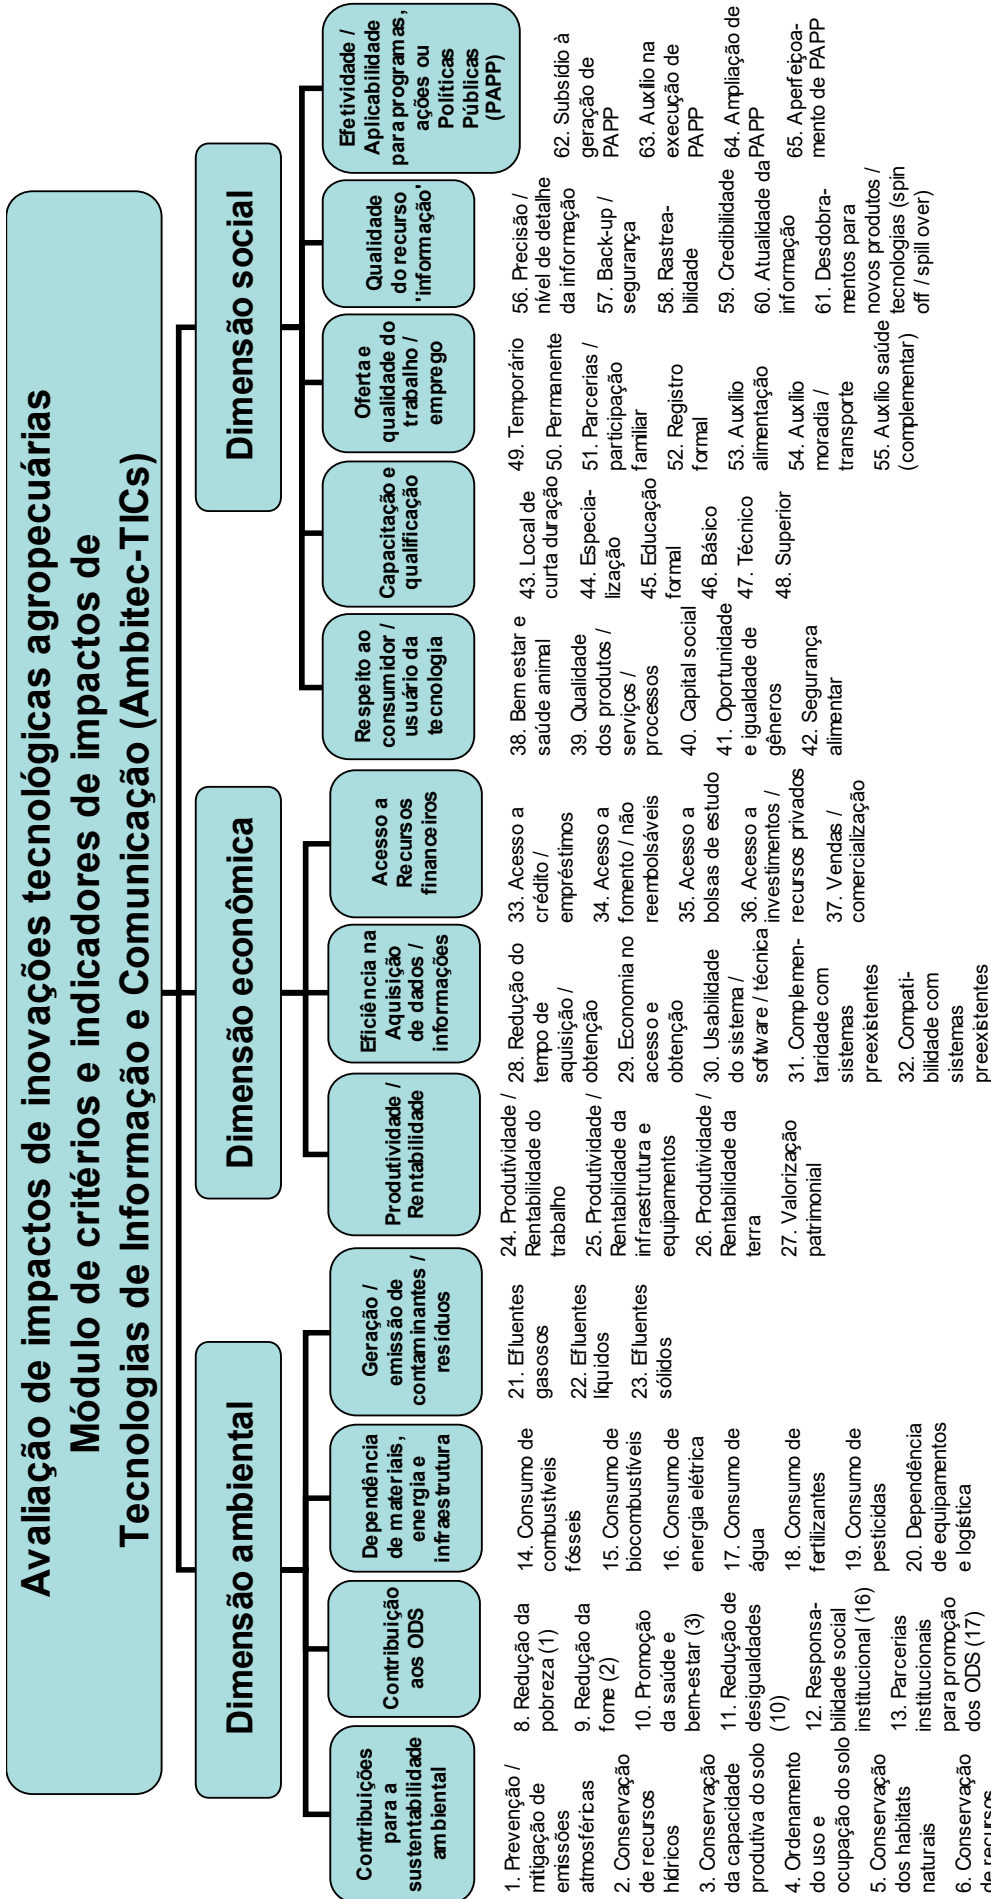 Avaliação de impactos de inovações tecnológicas agropecuárias
Módulo de critérios e indicadores de impactos de
Tecnologias de Informação e Comunicação (Ambitec-TICs)
Dimensão ambiental
Contribuições
para a
sustentabilidade
ambiental
1. Prevenção /
mitigação de
emissões
atmosféricas
2. Conservação
de recursos
hídricos
3. Conservação
da capacidade
produtiva do solo
4. Ordenamento
do uso e
ocupação do solo
5. Conservação
dos habitats
naturais
6. Conservação
de recursos
Contribuição
aos ODS
8. Redução da
pobreza (1)
9. Redução da
fome (2)
10. Promoção
da saúde e
bem-estar (3)
11. Redução de
desigualdades
(10)
12. Responsa-
bilidade social
institucional (16)
13. Parcerias
institucionais
para promoção
dos ODS (17)
Dependência
de materiais,
energia e
infraestrutura
14. Consumo de
combustíveis
fósseis
15. Consumo de
biocombustíveis
16. Consumo de
energia elétrica
17. Consumo de
água
18. Consumo de
fertilizantes
19. Consumo de
pesticidas
20. Dependência
de equipamentos
e logística
Geração /
emissão de
contaminantes /
resíduos
21. Efluentes
gasosos
22. Efluentes
líquidos
23. Efluentes
sólidos
Dimensão econômica
Produtividade /
Rentabilidade
24. Produtividade /
Rentabilidade do
trabalho
25. Produtividade /
Rentabilidade da
infraestrutura e
equipamentos
26. Produtividade /
Rentabilidade da
terra
27. Valorização
patrimonial
Eficiência na
Aquisição
de dados /
informações
28. Redução do
tempo de
aquisição /
obtenção
29. Economia no
acesso e
obtenção
30. Usabilidade
do sistema /
software / técnica
31. Complemen-
taridade com
sistemas
preexistentes
32. Compati-
bilidade com
sistemas
preexistentes
Acesso a
Recursos
financeiros
33. Acesso a
crédito /
empréstimos
34. Acesso a
fomento / não
reembolsáveis
35. Acesso a
bolsas de estudo
36. Acesso a
investimentos /
recursos privados
37. Vendas /
comercialização
Dimensão social
Respeito ao
consumidor /
usuário da
tecnologia
38. Bem estar e
saúde animal
39. Qualidade
dos produtos /
serviços /
processos
40. Capital social
41. Oportunidade
e igualdade de
gêneros
42. Segurança
alimentar
Capacitação e
qualificação
43. Local de
curta duração
44. Especia-
lização
45. Educação
formal
46. Básico
47. Técnico
48. Superior
Oferta e
qualidade do
trabalho /
emprego
49. Temporário
50. Permanente
51. Parcerias /
participação
familiar
52. Registro
formal
53. Auxílio
alimentação
54. Auxílio
moradia /
transporte
55. Auxílio saúde
(complementar)
Qualidade
do recurso
'informação'
56. Precisão /
nível de detalhe
da informação
57. Back-up /
segurança
58. Rastrea-
bilidade
59. Credibilidade
60. Atualidade da
informação
61. Desdobra-
mentos para
novos produtos /
tecnologias (spin
off / spill over)
Efetividade /
Aplicabilidade
para programas,
ações ou
Políticas
Públicas
(PAPP)
62. Subsídio à
geração de
PAPP
63. Auxílio na
execução de
PAPP
64. Ampliação de
PAPP
65. Aperfeiçoa-
mento de PAPP